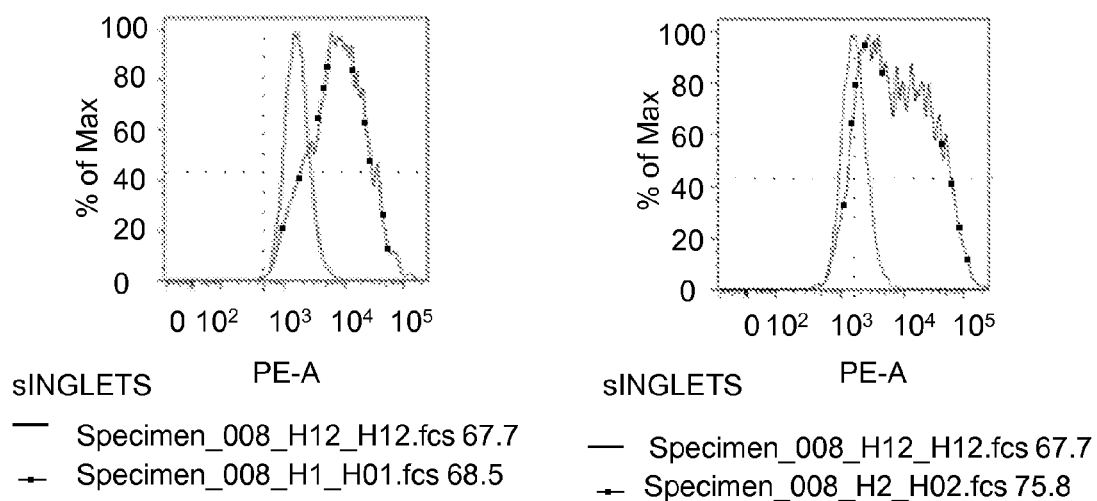 100
80
60
40
20
0
% of Max
0 10² 10³ 10⁴ 10⁵
PE-A
sINGLETS
Specimen_008_H12_H12.fcs 67.7
Specimen_008_H1_H01.fcs 68.5
100
80
60
40
20
0
% of Max
0 10² 10³ 10⁴ 10⁵
PE-A
sINGLETS
Specimen_008_H12_H12.fcs 67.7
Specimen_008_H2_H02.fcs 75.8